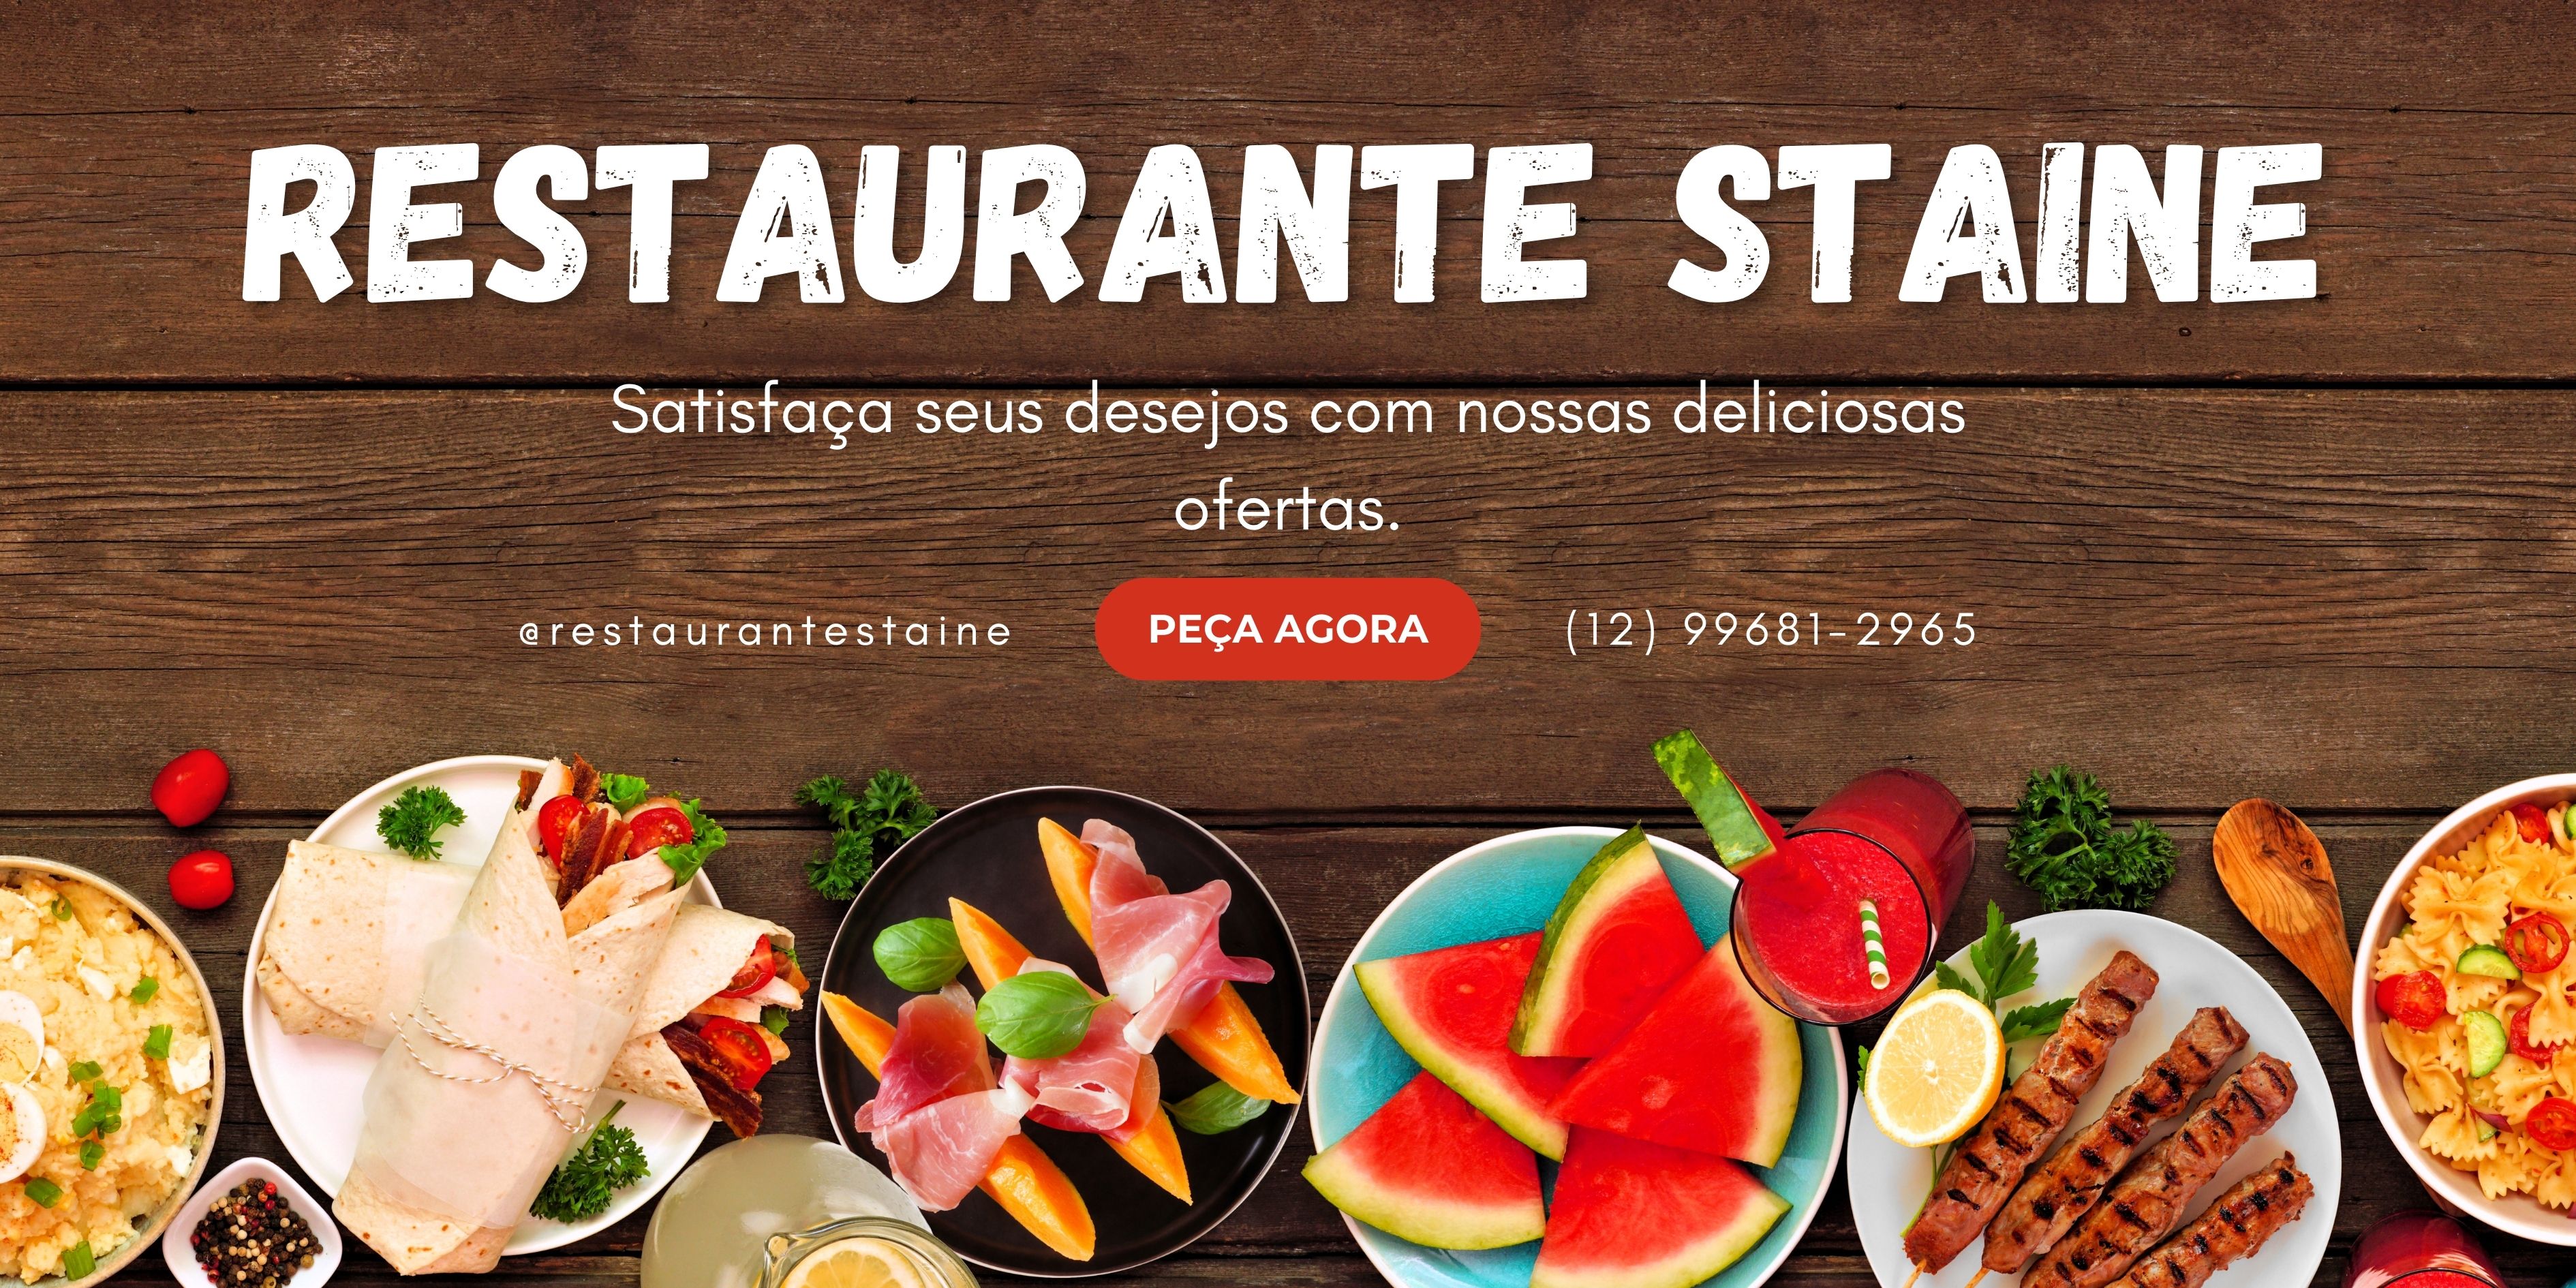 RESTAURANTE STAINE
Satisfaça seus desejos com nossas deliciosas
ofertas.
@restaurantestaine
PEÇA AGORA
(12) 99681-2965